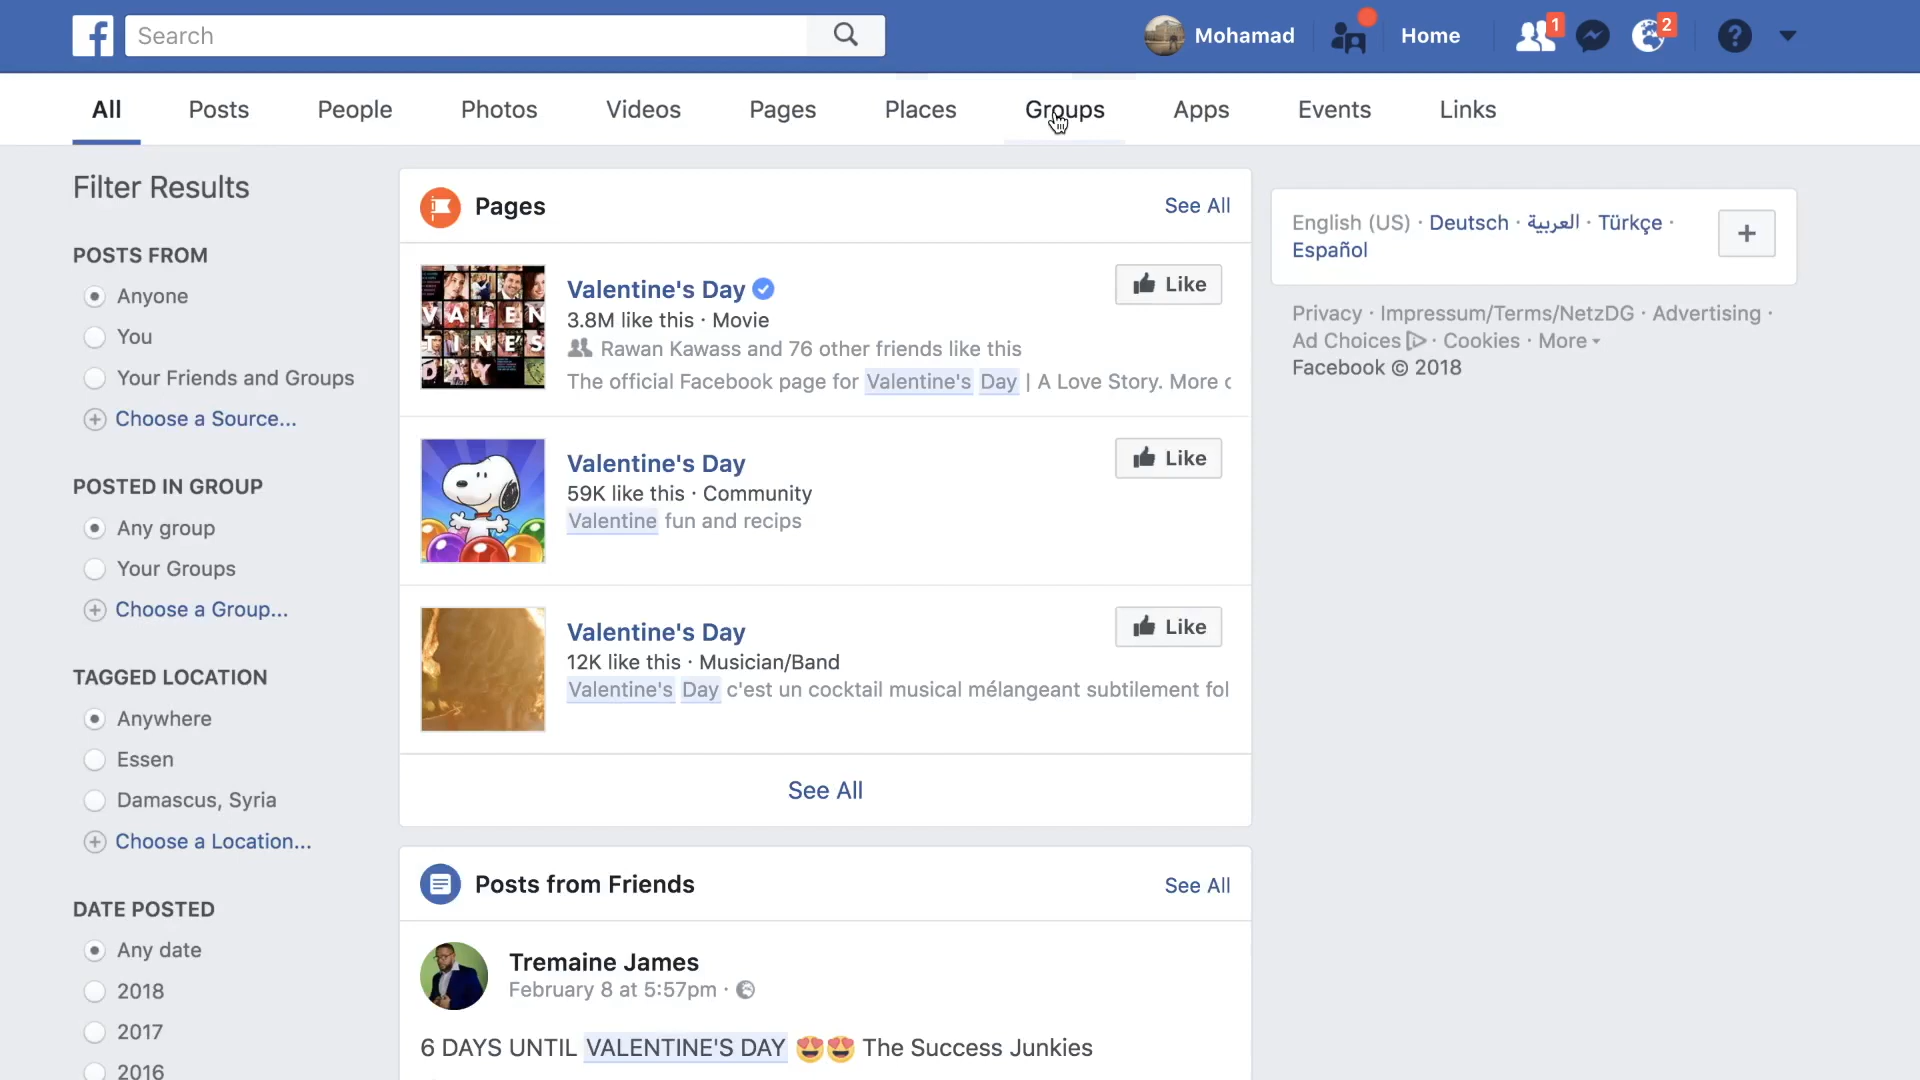 Search
Mohamad
Home
1
2
All
Posts
People
Photos
Videos
Pages
Places
Groups
Apps
Events
Links
Filter Results
POSTS FROM
Anyone
You
Your Friends and Groups
Choose a Source...
POSTED IN GROUP
Any group
Your Groups
Choose a Group...
TAGGED LOCATION
Anywhere
Essen
Damascus, Syria
Choose a Location...
DATE POSTED
Any date
2018
2017
2016
Pages
See All
VALEN
TINE'S
DAY
Valentine's Day
Like
3.8M like this · Movie
Rawan Kawass and 76 other friends like this
The official Facebook page for Valentine's Day | A Love Story. More o
Valentine's Day
Like
59K like this · Community
Valentine fun and recips
Valentine's Day
Like
12K like this · Musician/Band
Valentine's Day c'est un cocktail musical mélangeant subtilement fol
See All
Posts from Friends
See All
Tremaine James
February 8 at 5:57pm ·
6 DAYS UNTIL VALENTINE'S DAY 😍😍 The Success Junkies
English (US) · Deutsch · العربية · Türkçe ·
Español
+
Privacy · Impressum/Terms/NetzDG · Advertising ·
Ad Choices · Cookies · More
Facebook © 2018